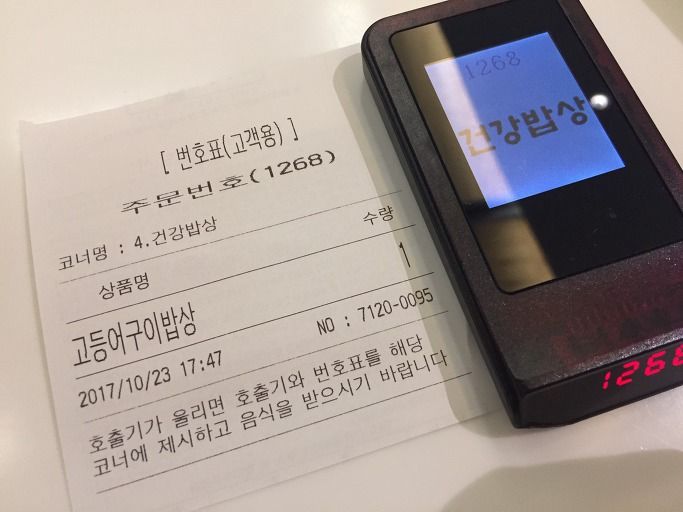 [ 번호표(고객용) ]
주문번호(1268)
코너명 : 4.건강밥상
상품명 수량
고등어구이밥상 1
2017/10/23 17:47 NO : 7120-0095
호출기가 울리면 호출기와 번호표를 해당
코너에 제시하고 음식을 받으시기 바랍니다
1268
건강밥상
1268